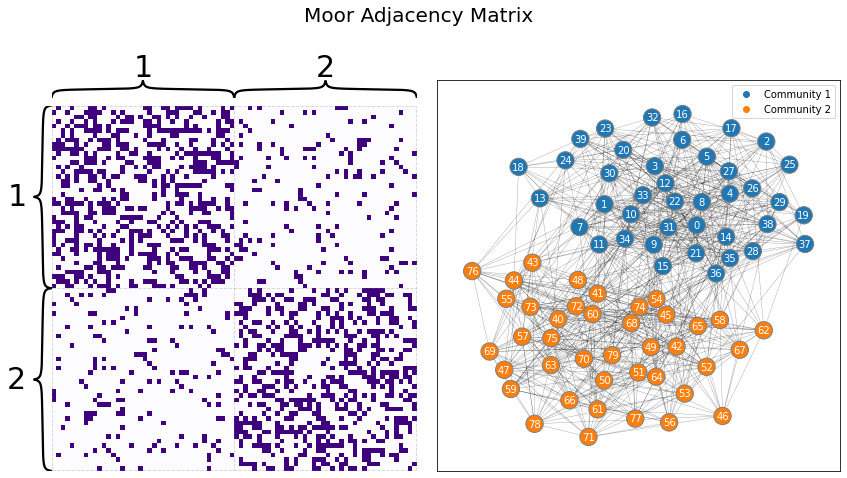 Moor Adjacency Matrix
1 2
1
2
Community 1
Community 2
32 16
23 17
39 2
20 6
24 5
18 3 27 25
30
12 26
33 4
13 22 8 29
1 10 19
7 31 0 38
34 14 37
11 9
21 28
15 35
43 36
76
44 48
41
55 54
73 72 74
60 45
40 68 58
65
57 75 62
49 42
69 79 67
70
63 52
47 51
50 64
59 53
66
61
77 56 46
78
71